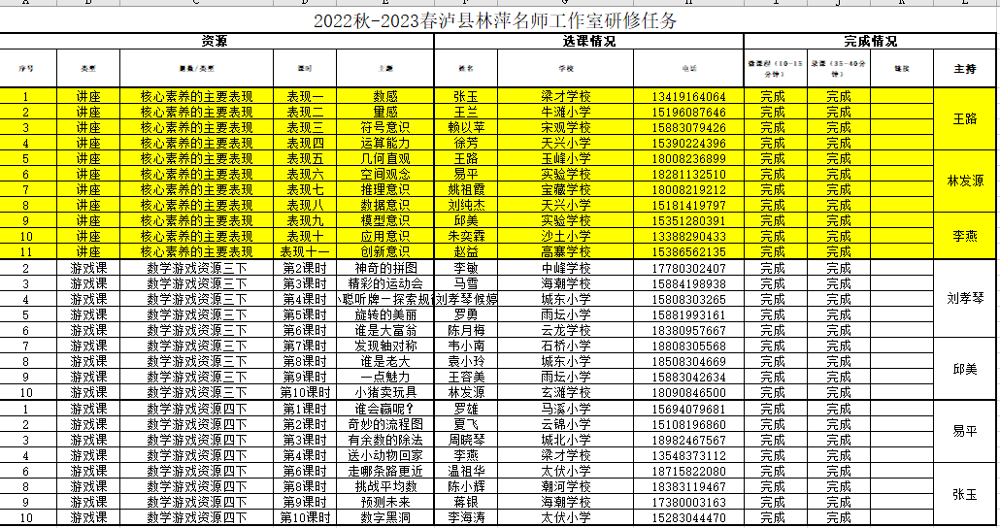 A B C D E F G H I J K L
2022秋-2023春泸县林萍名师工作室研修任务
资源 选课情况 完成情况
序号 类型 课时 主题 姓名 学校 电话 微课程（10-15分钟） 录课（35-40分钟） 链接 主持
1 讲座 核心素养的主要表现 表现一 数感 张玉 梁才学校 13419164064 完成 完成 王路
2 讲座 核心素养的主要表现 表现二 量感 王兰 牛滩小学 15196087646 完成 完成
3 讲座 核心素养的主要表现 表现三 符号意识 赖以苹 宋观学校 15883079426 完成 完成
4 讲座 核心素养的主要表现 表现四 运算能力 徐芳 天兴小学 15390224396 完成 完成
5 讲座 核心素养的主要表现 表现五 几何直观 王路 玉峰小学 18008236899 完成 完成 林发源
6 讲座 核心素养的主要表现 表现六 空间观念 易平 实验学校 18281132510 完成 完成
7 讲座 核心素养的主要表现 表现七 推理意识 姚祖霞 宝藏学校 18008219212 完成 完成
8 讲座 核心素养的主要表现 表现八 数据意识 刘纯杰 天兴小学 15181419797 完成 完成
9 讲座 核心素养的主要表现 表现九 模型意识 邱美 实验学校 15351280391 完成 完成 李燕
10 讲座 核心素养的主要表现 表现十 应用意识 朱奕霖 沙土小学 13388290433 完成 完成
11 讲座 核心素养的主要表现 表现十一 创新意识 赵益 高寨学校 15386562135 完成 完成
2 游戏课 数学游戏资源三下 第2课时 神奇的拼图 李敏 中峰学校 17780302407 完成 完成 刘孝琴
3 游戏课 数学游戏资源三下 第3课时 精彩的运动会 马雪 海潮学校 15884198938 完成 完成
4 游戏课 数学游戏资源三下 第4课时 聪听牌－探索规 刘孝琴候婷 城东小学 15808303265 完成 完成
5 游戏课 数学游戏资源三下 第5课时 旋转的美丽 罗勇 雨坛小学 15881993161 完成 完成
6 游戏课 数学游戏资源三下 第6课时 谁是大富翁 陈月梅 云龙学校 18380957667 完成 完成
7 游戏课 数学游戏资源三下 第7课时 发现轴对称 韦小南 石桥小学 18808305568 完成 完成 邱美
8 游戏课 数学游戏资源三下 第8课时 谁是老大 袁小玲 城东小学 18508304669 完成 完成
9 游戏课 数学游戏资源三下 第9课时 一点魅力 王容美 雨坛小学 15883042634 完成 完成
10 游戏课 数学游戏资源三下 第10课时 小猪卖玩具 林发源 玄滩学校 18090846500 完成 完成
1 游戏课 数学游戏资源四下 第1课时 谁会赢呢? 罗雄 马溪小学 15694079681 完成 完成 易平
2 游戏课 数学游戏资源四下 第2课时 奇妙的流程图 夏飞 云锦小学 15108196860 完成 完成
3 游戏课 数学游戏资源四下 第3课时 有余数的除法 周晓琴 城北小学 18982467567 完成 完成
4 游戏课 数学游戏资源四下 第4课时 送小动物回家 李燕 梁才学校 13548373112 完成 完成
6 游戏课 数学游戏资源四下 第6课时 走哪条路更近 温祖华 太伏小学 18715822080 完成 完成 张玉
8 游戏课 数学游戏资源四下 第8课时 挑战平均数 陈小辉 潮河学校 18383119467 完成 完成
9 游戏课 数学游戏资源四下 第9课时 预测未来 蒋银 海潮学校 17380003163 完成 完成
10 游戏课 数学游戏资源四下 第10课时 数字黑洞 李海涛 太伏小学 15283044470 完成 完成